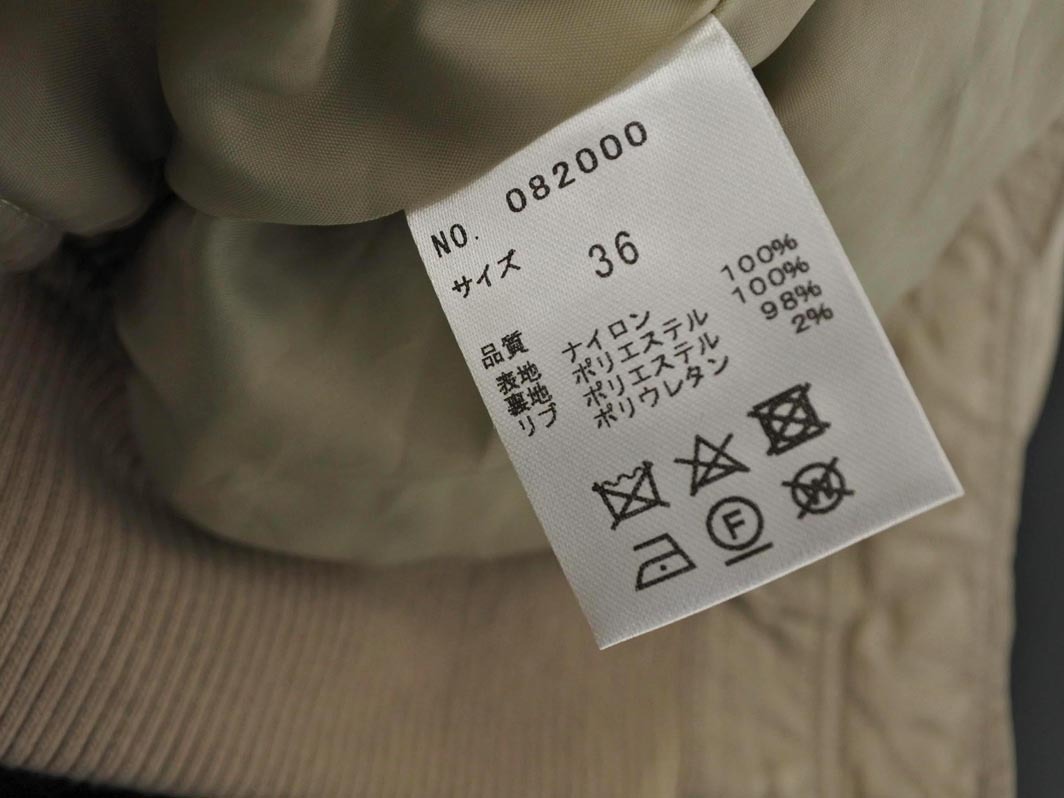 NO. 082000
サイズ 36
品質
表地 ナイロン 100%
裏地 ポリエステル 100%
リブ ポリエステル 98%
ポリウレタン 2%
F
W